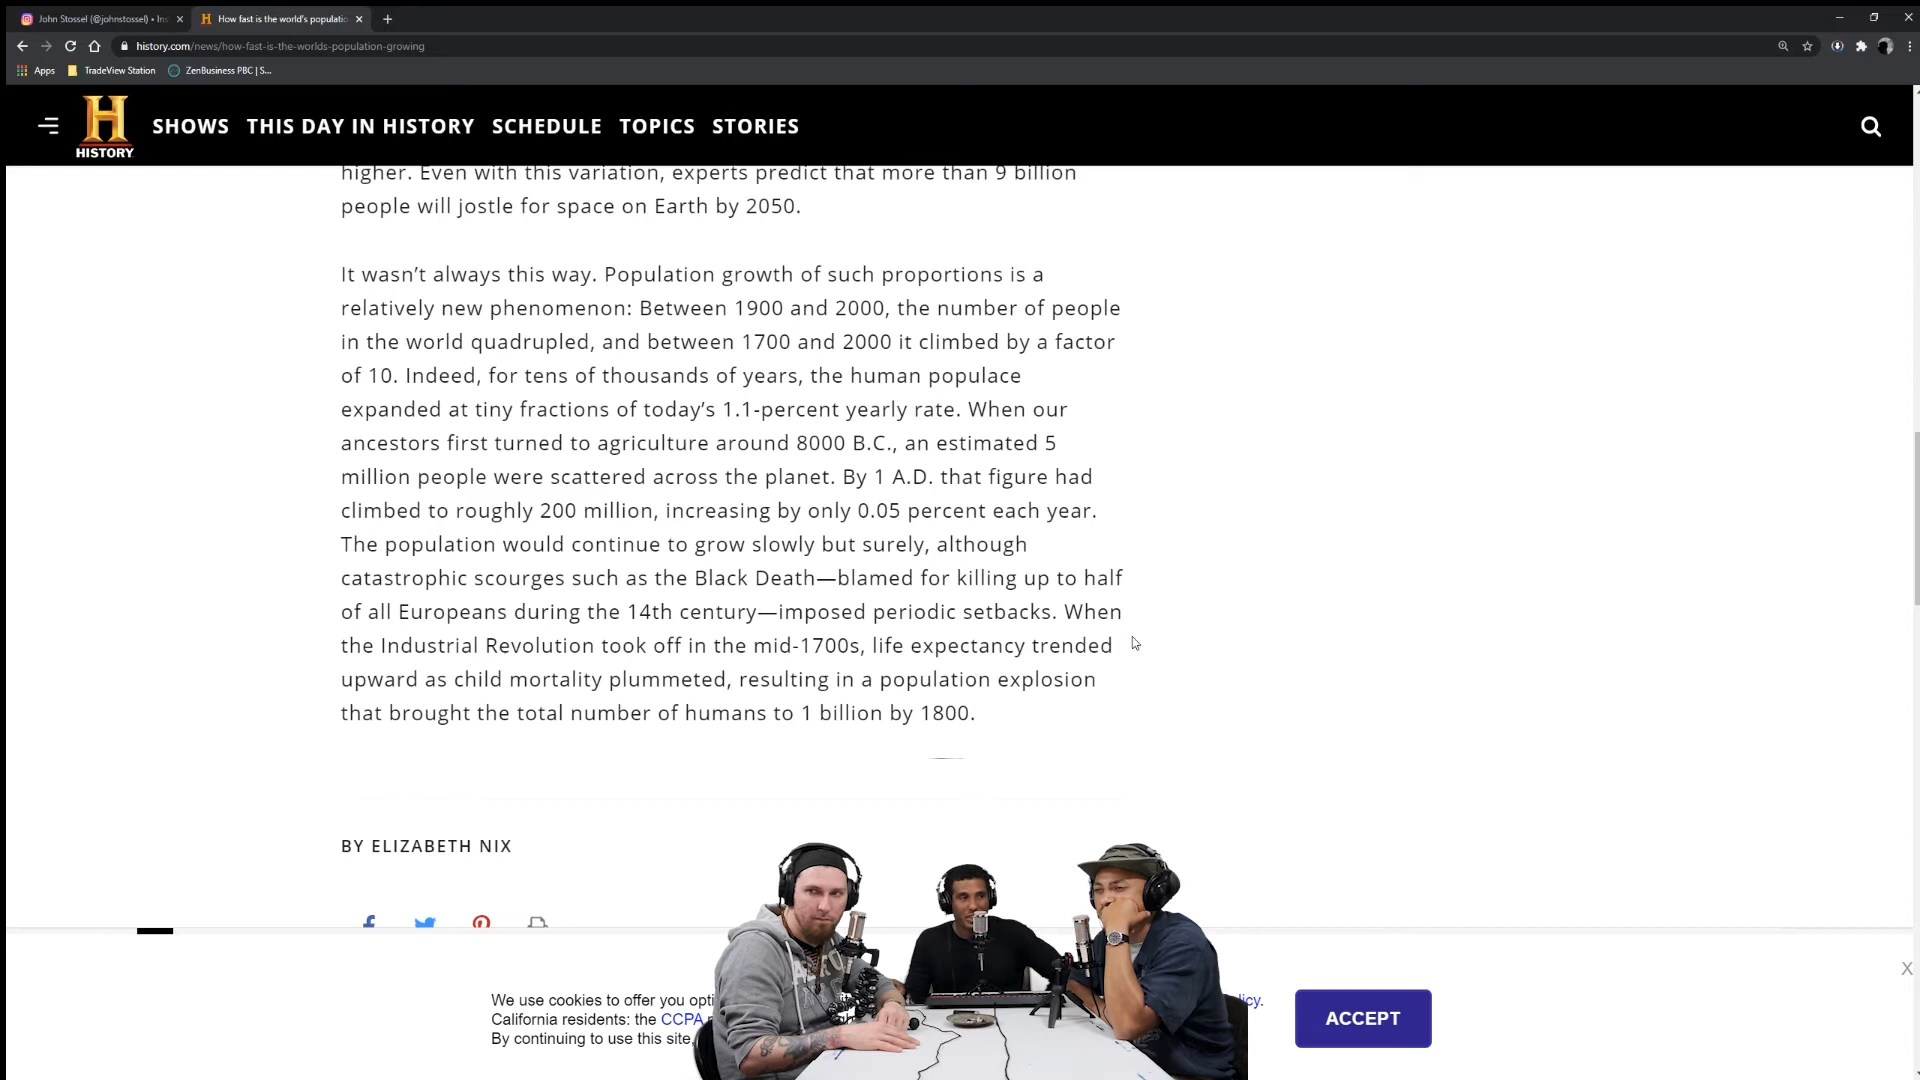 John Stossel (@johnstossel) • Ins
How fast is the world's populatio
history.com/news/how-fast-is-the-worlds-population-growing
Apps
TradeView Station
ZenBusiness PBC | S...
H
HISTORY
SHOWS
THIS DAY IN HISTORY
SCHEDULE
TOPICS
STORIES
higher. Even with this variation, experts predict that more than 9 billion
people will jostle for space on Earth by 2050.
It wasn't always this way. Population growth of such proportions is a
relatively new phenomenon: Between 1900 and 2000, the number of people
in the world quadrupled, and between 1700 and 2000 it climbed by a factor
of 10. Indeed, for tens of thousands of years, the human populace
expanded at tiny fractions of today's 1.1-percent yearly rate. When our
ancestors first turned to agriculture around 8000 B.C., an estimated 5
million people were scattered across the planet. By 1 A.D. that figure had
climbed to roughly 200 million, increasing by only 0.05 percent each year.
The population would continue to grow slowly but surely, although
catastrophic scourges such as the Black Death—blamed for killing up to half
of all Europeans during the 14th century—imposed periodic setbacks. When
the Industrial Revolution took off in the mid-1700s, life expectancy trended
upward as child mortality plummeted, resulting in a population explosion
that brought the total number of humans to 1 billion by 1800.
BY ELIZABETH NIX
We use cookies to offer you opti
licy.
California residents: the CCPA
By continuing to use this site,
ACCEPT
X